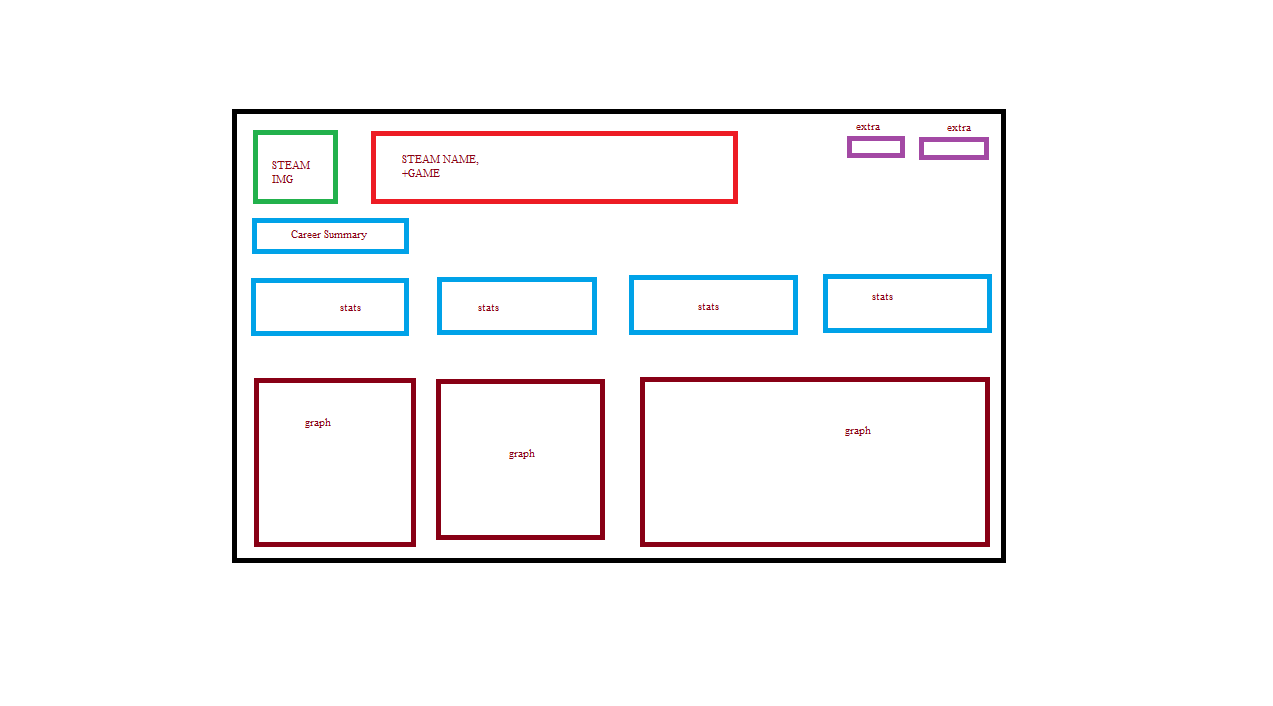 extra
extra
STEAM
IMG
STEAM NAME,
+GAME
Career Summary
stats
stats
stats
stats
graph
graph
graph